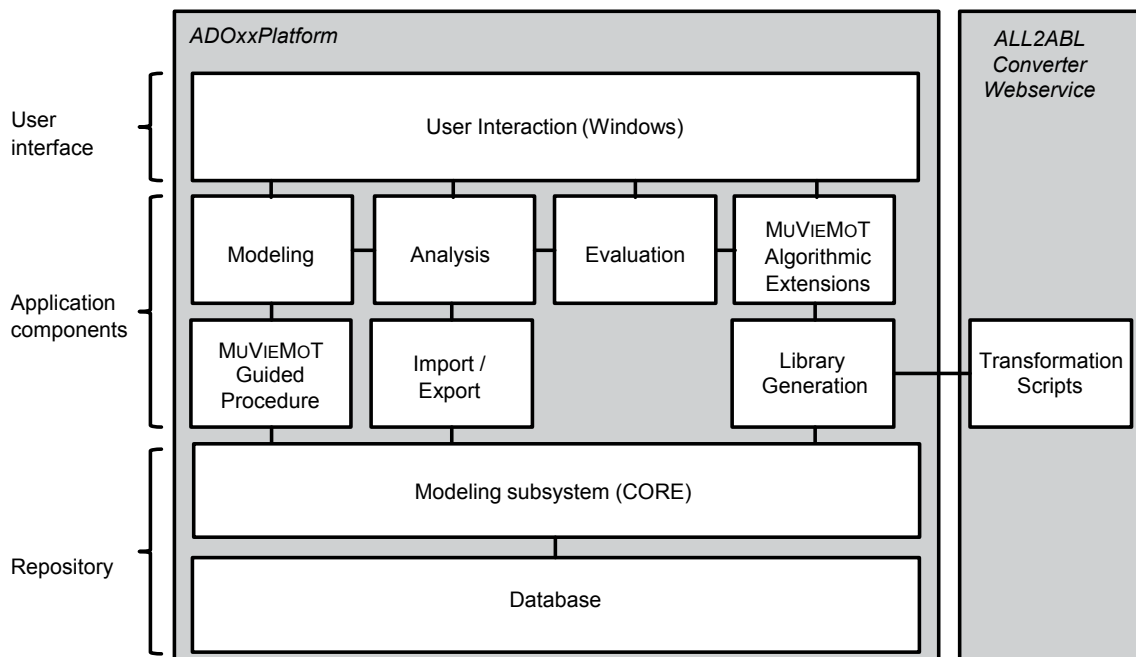 ADOxxPlatform
ALL2ABL
Converter
Webservice
User
interface
User Interaction (Windows)
Application
components
Modeling
Analysis
Evaluation
MUVIEMOT
Algorithmic
Extensions
MUVIEMOT
Guided
Procedure
Import /
Export
Library
Generation
Transformation
Scripts
Repository
Modeling subsystem (CORE)
Database